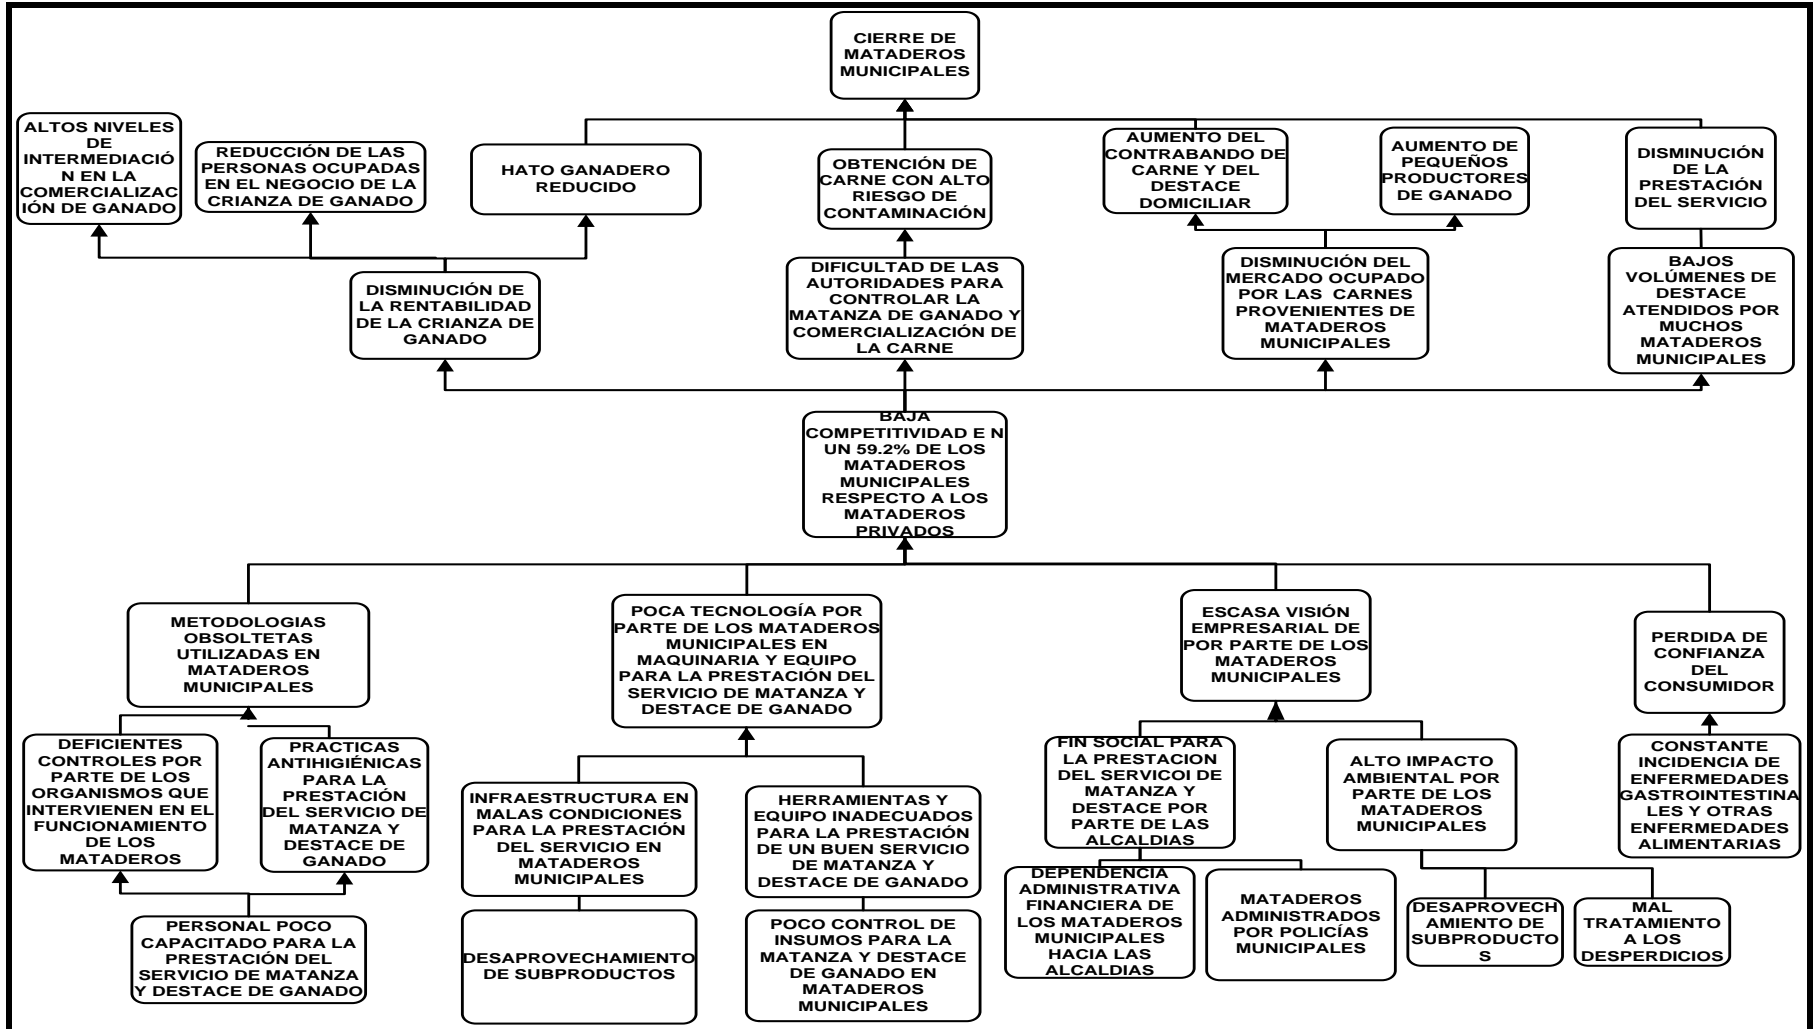 CIERRE DE
MATADEROS
MUNICIPALES
ALTOS NIVELES
DE
INTERMEDIACIÓ
N EN LA
COMERCIALIZAC
IÓN DE GANADO
REDUCCIÓN DE LAS
PERSONAS OCUPADAS
EN EL NEGOCIO DE LA
CRIANZA DE GANADO
HATO GANADERO
REDUCIDO
OBTENCIÓN DE
CARNE CON ALTO
RIESGO DE
CONTAMINACIÓN
AUMENTO DEL
CONTRABANDO DE
CARNE Y DEL
DESTACE
DOMICILIAR
AUMENTO DE
PEQUEÑOS
PRODUCTORES
DE GANADO
DISMINUCIÓN
DE LA
PRESTACIÓN
DEL SERVICIO
DISMINUCIÓN DE
LA RENTABILIDAD
DE LA CRIANZA DE
GANADO
DIFICULTAD DE LAS
AUTORIDADES PARA
CONTROLAR LA
MATANZA DE GANADO Y
COMERCIALIZACIÓN DE
LA CARNE
DISMINUCIÓN DEL
MERCADO OCUPADO
POR LAS CARNES
PROVENIENTES DE
MATADEROS
MUNICIPALES
BAJOS
VOLÚMENES DE
DESTACE
ATENDIDOS POR
MUCHOS
MATADEROS
MUNICIPALES
BAJA
COMPETITIVIDAD E N
UN 59.2% DE LOS
MATADEROS
MUNICIPALES
RESPECTO A LOS
MATADEROS
PRIVADOS
METODOLOGIAS
OBSOLTETAS
UTILIZADAS EN
MATADEROS
MUNICIPALES
POCA TECNOLOGÍA POR
PARTE DE LOS MATADEROS
MUNICIPALES EN
MAQUINARIA Y EQUIPO
PARA LA PRESTACIÓN DEL
SERVICIO DE MATANZA Y
DESTACE DE GANADO
ESCASA VISIÓN
EMPRESARIAL DE
POR PARTE DE LOS
MATADEROS
MUNICIPALES
PERDIDA DE
CONFIANZA
DEL
CONSUMIDOR
DEFICIENTES
CONTROLES POR
PARTE DE LOS
ORGANISMOS QUE
INTERVIENEN EN EL
FUNCIONAMIENTO
DE LOS
MATADEROS
PRACTICAS
ANTIHIGIÉNICAS
PARA LA
PRESTACIÓN
DEL SERVICIO DE
MATANZA Y
DESTACE DE
GANADO
INFRAESTRUCTURA EN
MALAS CONDICIONES
PARA LA PRESTACIÓN
DEL SERVICIO EN
MATADEROS
MUNICIPALES
HERRAMIENTAS Y
EQUIPO INADECUADOS
PARA LA PRESTACIÓN
DE UN BUEN SERVICIO
DE MATANZA Y
DESTACE DE GANADO
FIN SOCIAL PARA
LA PRESTACION
DEL SERVICOI DE
MATANZA Y
DESTACE POR
PARTE DE LAS
ALCALDIAS
ALTO IMPACTO
AMBIENTAL POR
PARTE DE LOS
MATADEROS
MUNICIPALES
CONSTANTE
INCIDENCIA DE
ENFERMEDADES
GASTROINTESTINA
LES Y OTRAS
ENFERMEDADES
ALIMENTARIAS
PERSONAL POCO
CAPACITADO PARA LA
PRESTACIÓN DEL
SERVICIO DE MATANZA
Y DESTACE DE GANADO
DESAPROVECHAMIENTO
DE SUBPRODUCTOS
POCO CONTROL DE
INSUMOS PARA LA
MATANZA Y DESTACE
DE GANADO EN
MATADEROS
MUNICIPALES
DEPENDENCIA
ADMINISTRATIVA
FINANCIERA DE
LOS MATADEROS
MUNICIPALES
HACIA LAS
ALCALDIAS
MATADEROS
ADMINISTRADOS
POR POLICÍAS
MUNICIPALES
DESAPROVECH
AMIENTO DE
SUBPRODUCTO
S
MAL
TRATAMIENTO
A LOS
DESPERDICIOS